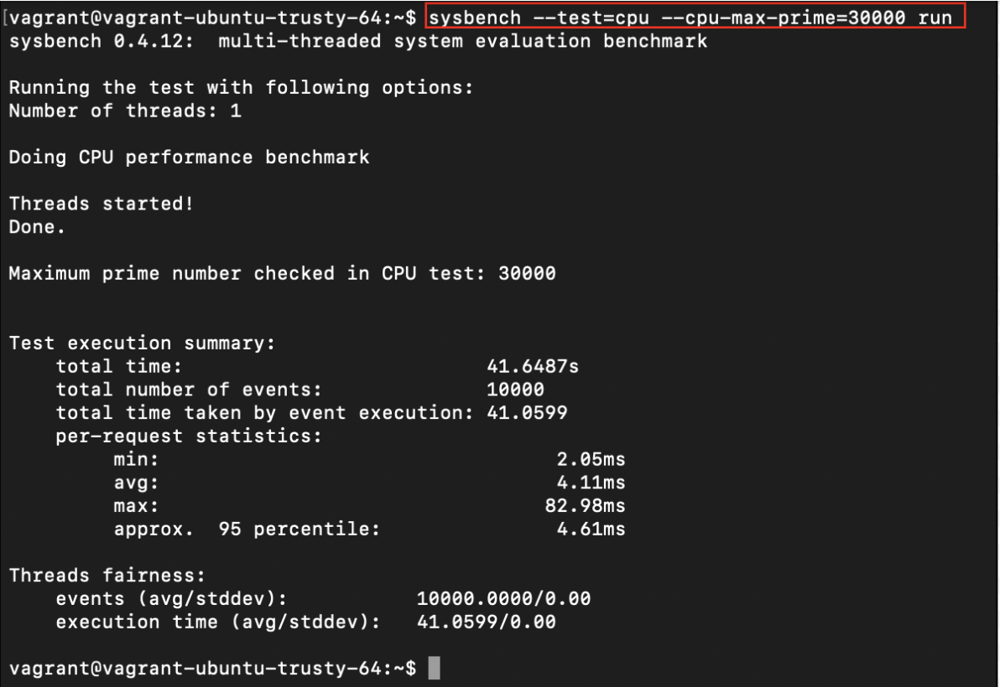 [vagrant@vagrant-ubuntu-trusty-64:~$ sysbench --test=cpu --cpu-max-prime=30000 run
sysbench 0.4.12:  multi-threaded system evaluation benchmark
Running the test with following options:
Number of threads: 1
Doing CPU performance benchmark
Threads started!
Done.
Maximum prime number checked in CPU test: 30000
Test execution summary:
    total time:                          41.6487s
    total number of events:              10000
    total time taken by event execution: 41.0599
    per-request statistics:
         min:                                  2.05ms
         avg:                                  4.11ms
         max:                                 82.98ms
         approx.  95 percentile:               4.61ms
Threads fairness:
    events (avg/stddev):           10000.0000/0.00
    execution time (avg/stddev):   41.0599/0.00
vagrant@vagrant-ubuntu-trusty-64:~$